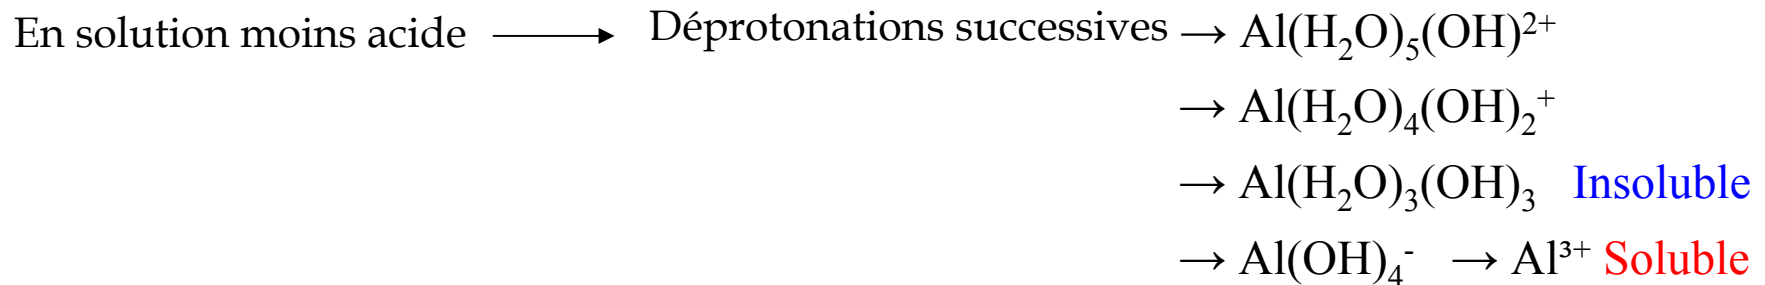 En solution moins acide ⟶ Déprotonations successives → Al(H₂O)₅(OH)²⁺
→ Al(H₂O)₄(OH)₂⁺
→ Al(H₂O)₃(OH)₃ Insoluble
→ Al(OH)₄⁻ → Al³⁺ Soluble